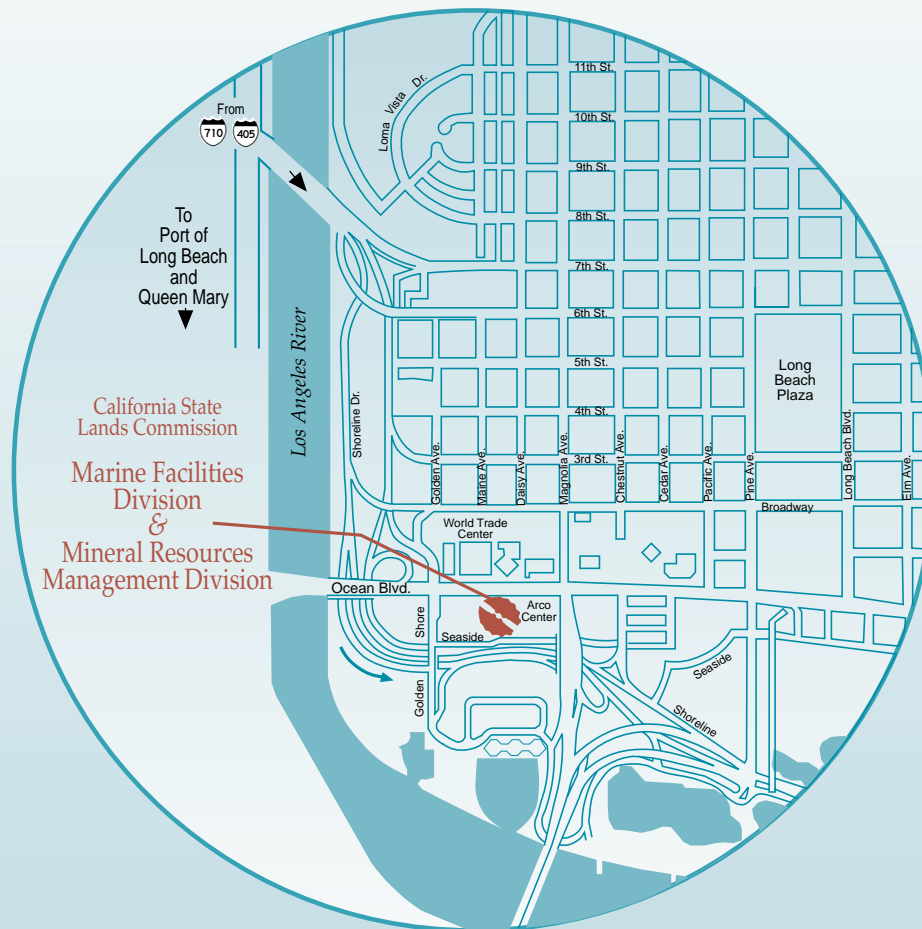 11th St.
Loma Vista Dr.
From
710 405
10th St.
9th St.
To
Port of
Long Beach
and
Queen Mary
8th St.
7th St.
6th St.
Los Angeles River
5th St.
Long
Beach
Plaza
California State
Lands Commission
Shoreline Dr.
4th St.
Marine Facilities
Division
&
Mineral Resources
Management Division
3rd St.
Golden Ave.
Maine Ave.
Daisy Ave.
Magnolia Ave.
Chestnut Ave.
Cedar Ave.
Pacific Ave.
Pine Ave.
Long Beach Blvd.
Elm Ave.
Broadway
World Trade
Center
Ocean Blvd.
Arco
Center
Golden Shore
Seaside
Seaside
Shoreline